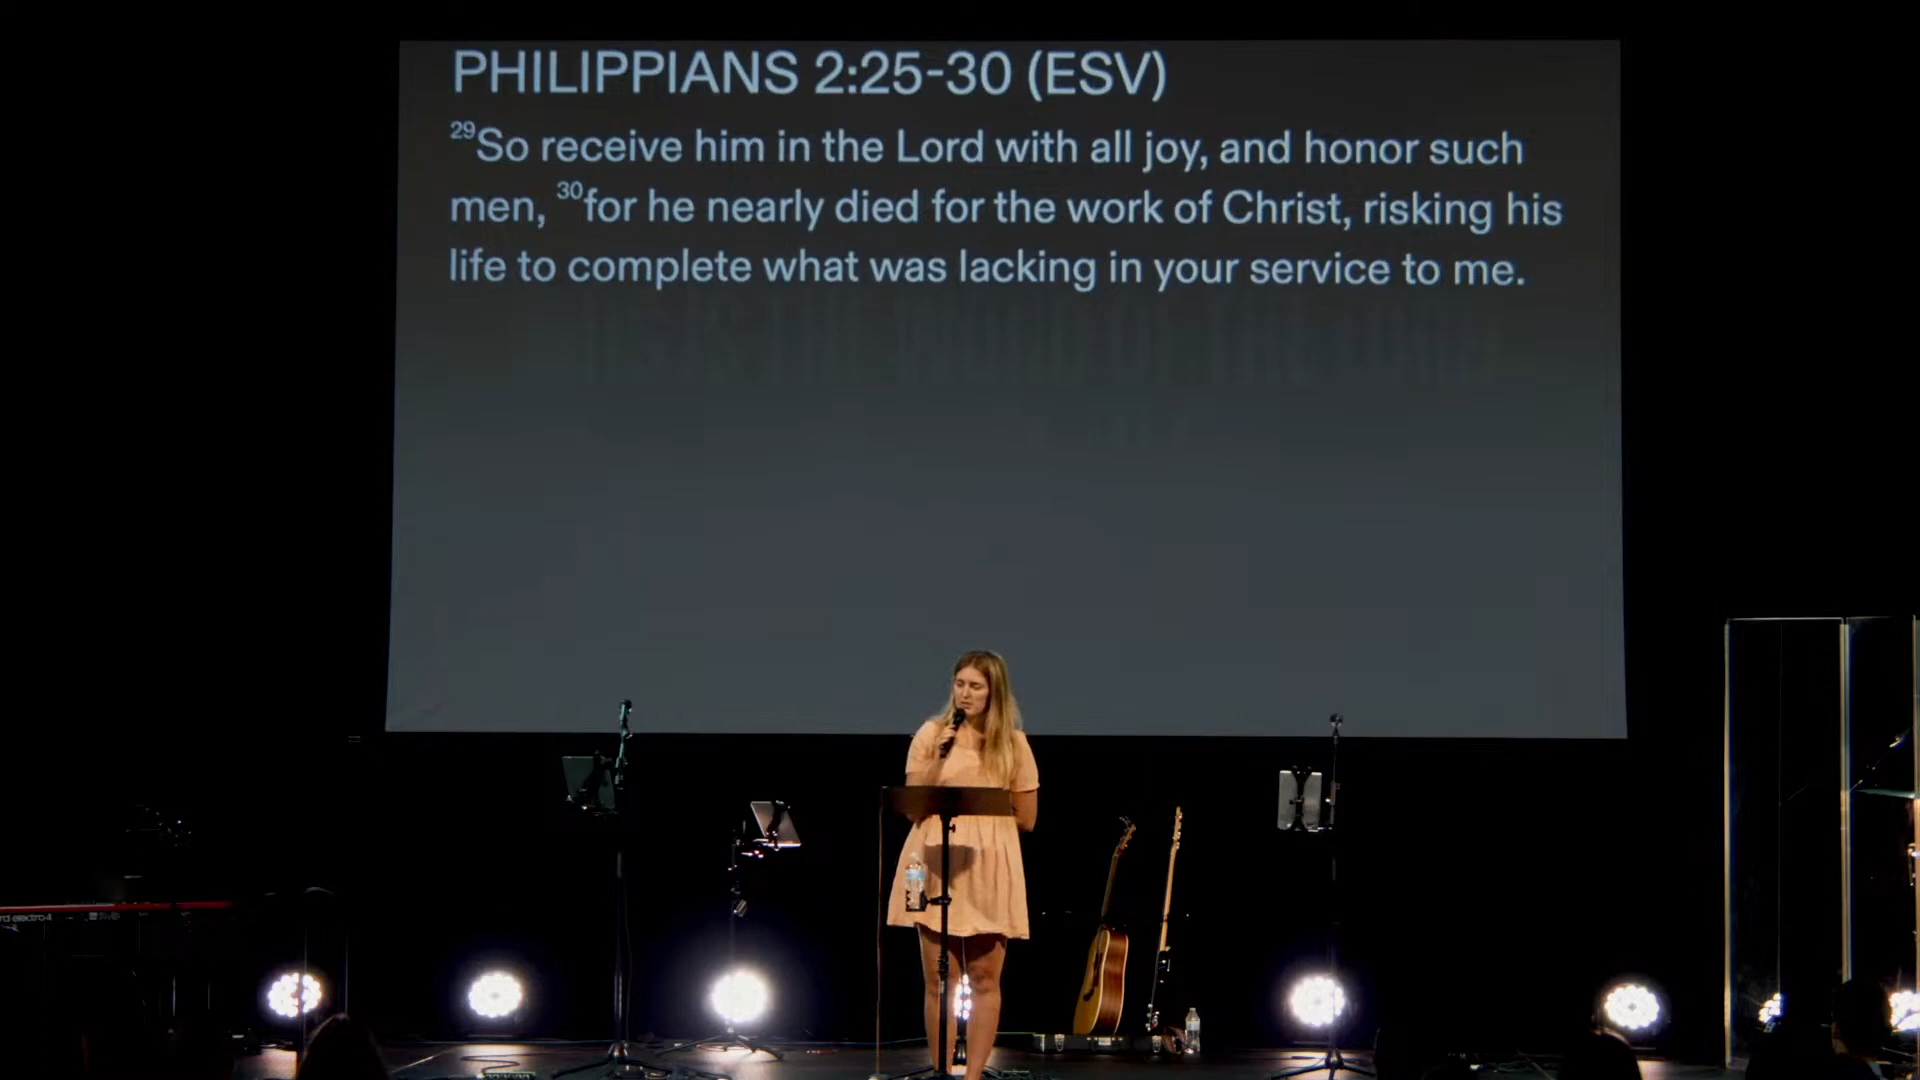 PHILIPPIANS 2:25-30 (ESV)
²⁹So receive him in the Lord with all joy, and honor such
men, ³⁰for he nearly died for the work of Christ, risking his
life to complete what was lacking in your service to me.
electro4